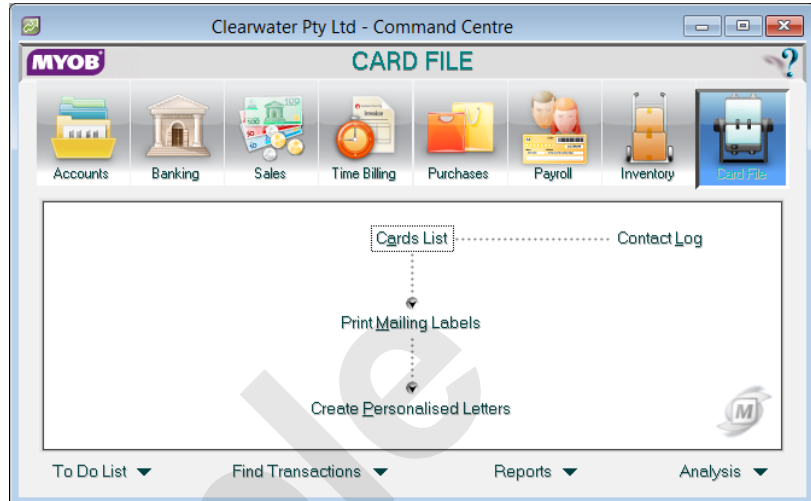 Clearwater Pty Ltd - Command Centre
MYOB
CARD FILE
?
Accounts Banking Sales Time Billing Purchases Payroll Inventory Card File
Cards List Contact Log
Print Mailing Labels
Create Personalised Letters
M
To Do List Find Transactions Reports Analysis